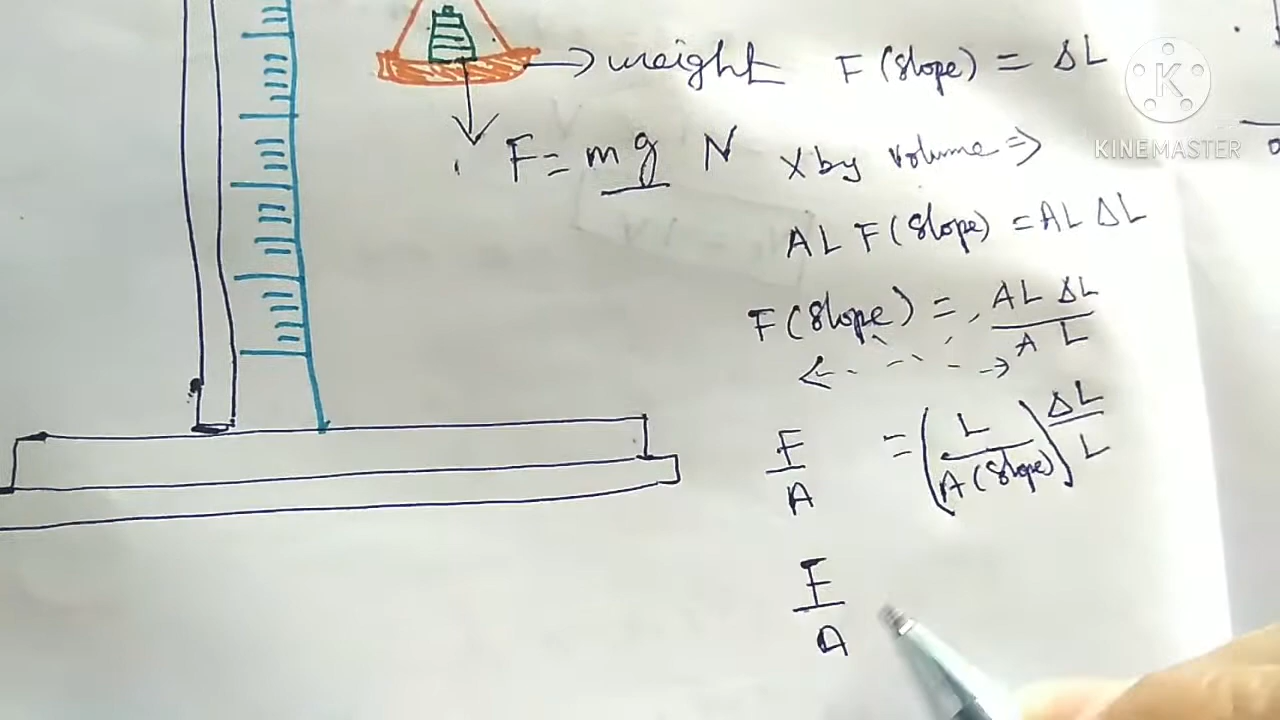 → weight F (slope) = ΔL
K
KINEMASTER
F = mg N
X by volume ⇒
AL F (slope) = AL ΔL
F (slope) = AL ΔL / A L
F/A = (L / A (slope)) ΔL/L
F/A